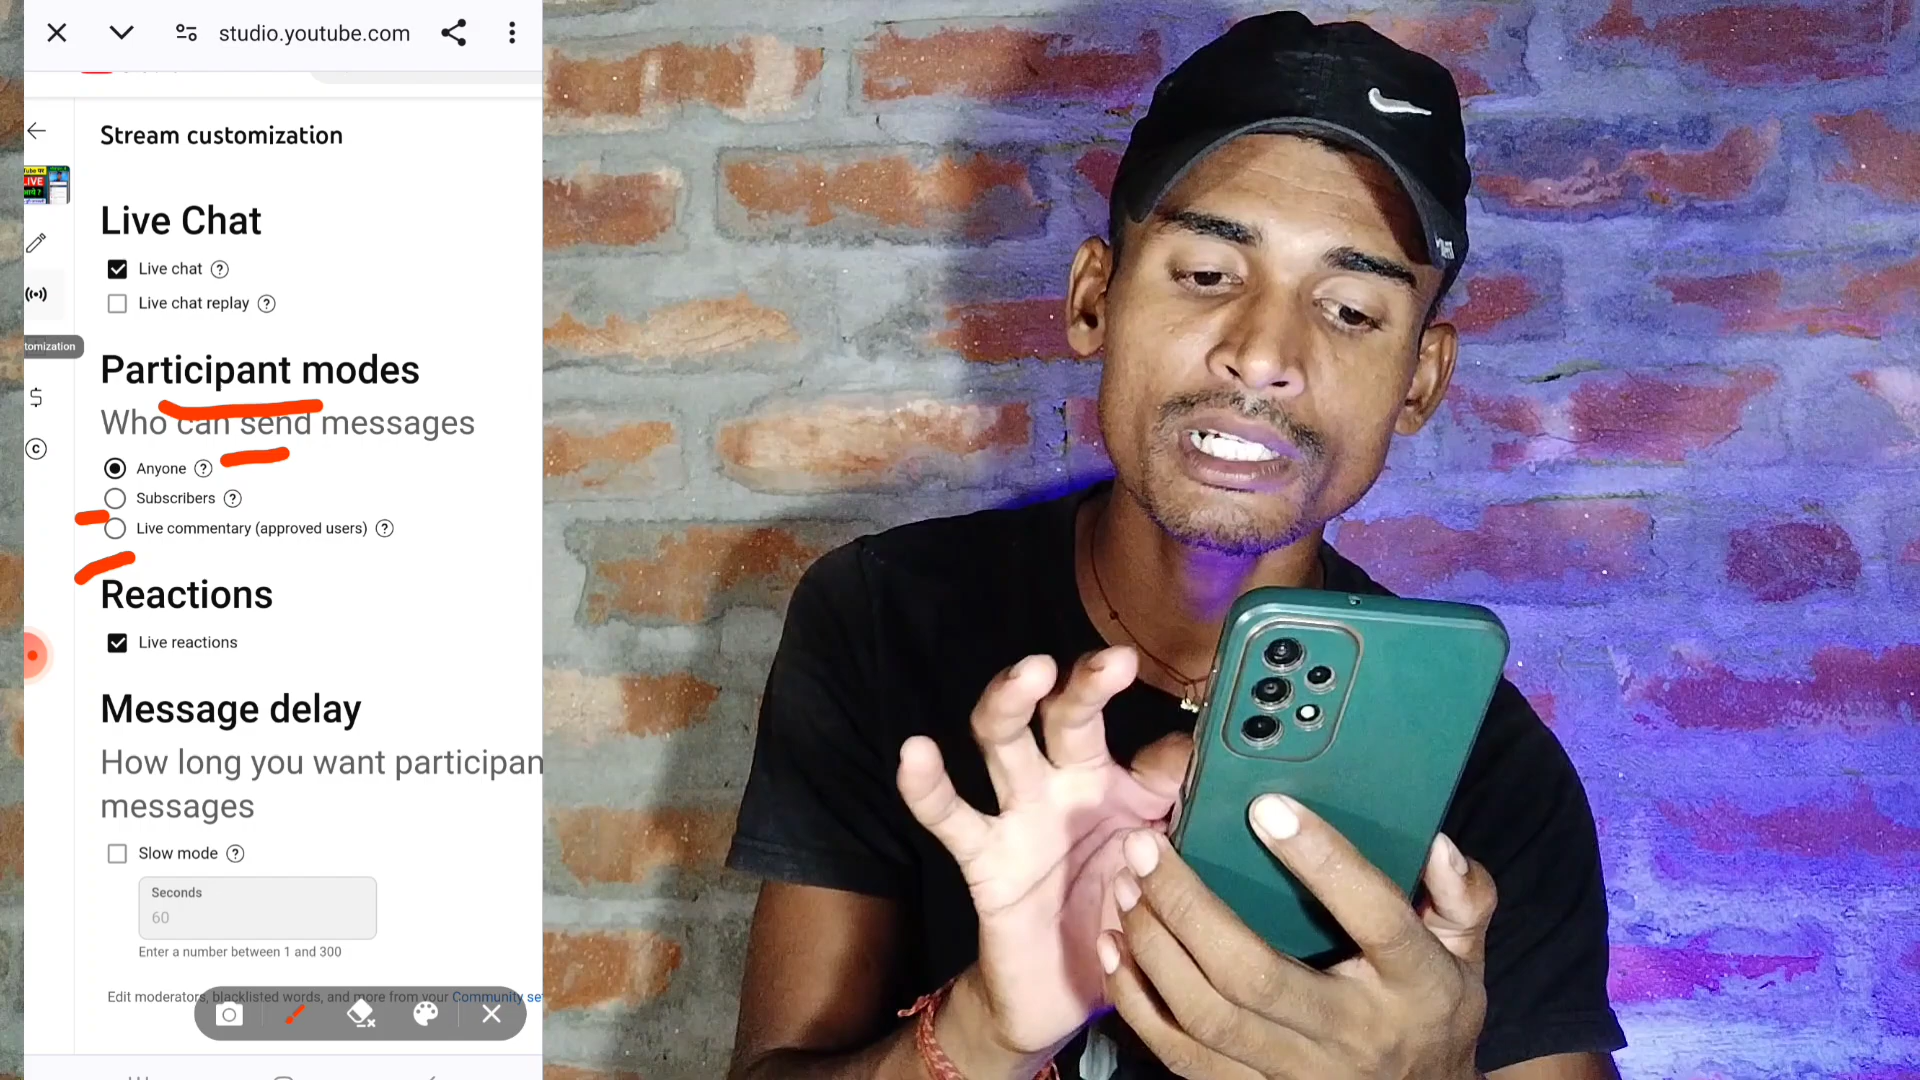 studio.youtube.com
Stream customization
LIVE
Live Chat
Live chat
Live chat replay
tomization
Participant modes
Who can send messages
Anyone
Subscribers
Live commentary (approved users)
Reactions
Live reactions
Message delay
How long you want participan
messages
Slow mode
Seconds
60
Enter a number between 1 and 300
Edit moderators, blacklisted words, and more from your Community se